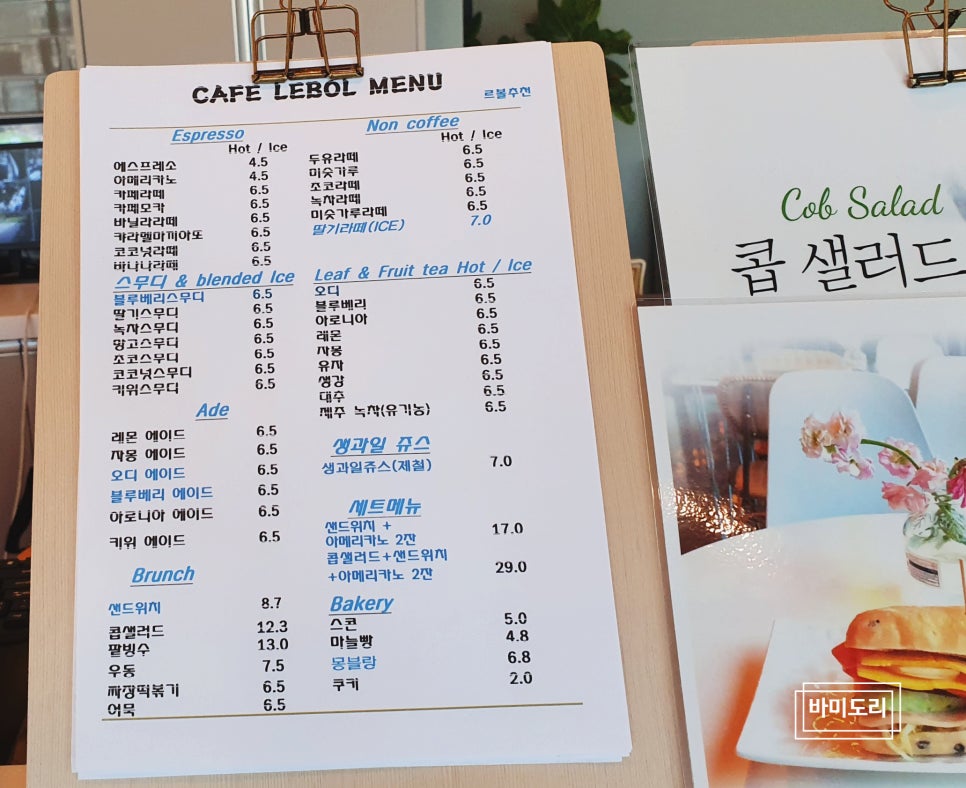 CAFE LEBOL MENU
르볼추천
Espresso
Hot / Ice
에스프레소 4.5
아메리카노 4.5
카페라떼 6.5
카페모카 6.5
바닐라라떼 6.5
캬라멜마끼아또 6.5
코코넛라떼 6.5
바나나라떼 6.5
스무디 & blended Ice
블루베리스무디 6.5
딸기스무디 6.5
녹차스무디 6.5
망고스무디 6.5
초코스무디 6.5
코코넛스무디 6.5
키위스무디 6.5
Ade
레몬 에이드 6.5
자몽 에이드 6.5
오디 에이드 6.5
블루베리 에이드 6.5
아로니아 에이드 6.5
키위 에이드 6.5
Brunch
샌드위치 8.7
콥샐러드 12.3
팥빙수 13.0
우동 7.5
짜장떡볶기 6.5
어묵 6.5
Non coffee
Hot / Ice
두유라떼 6.5
미숫가루 6.5
초코라떼 6.5
녹차라떼 6.5
미숫가루라떼 6.5
딸기라떼(ICE) 7.0
Leaf & Fruit tea Hot / Ice
오디 6.5
블루베리 6.5
아로니아 6.5
레몬 6.5
자몽 6.5
유자 6.5
생강 6.5
대추 6.5
제주 녹차(유기농) 6.5
생과일 쥬스
생과일쥬스(제철) 7.0
세트메뉴
샌드위치 +
아메리카노 2잔 17.0
콥샐러드+샌드위치
+아메리카노 2잔 29.0
Bakery
스콘 5.0
마늘빵 4.8
몽블랑 6.8
쿠키 2.0
Cob Salad
콥 샐러드
바미도리